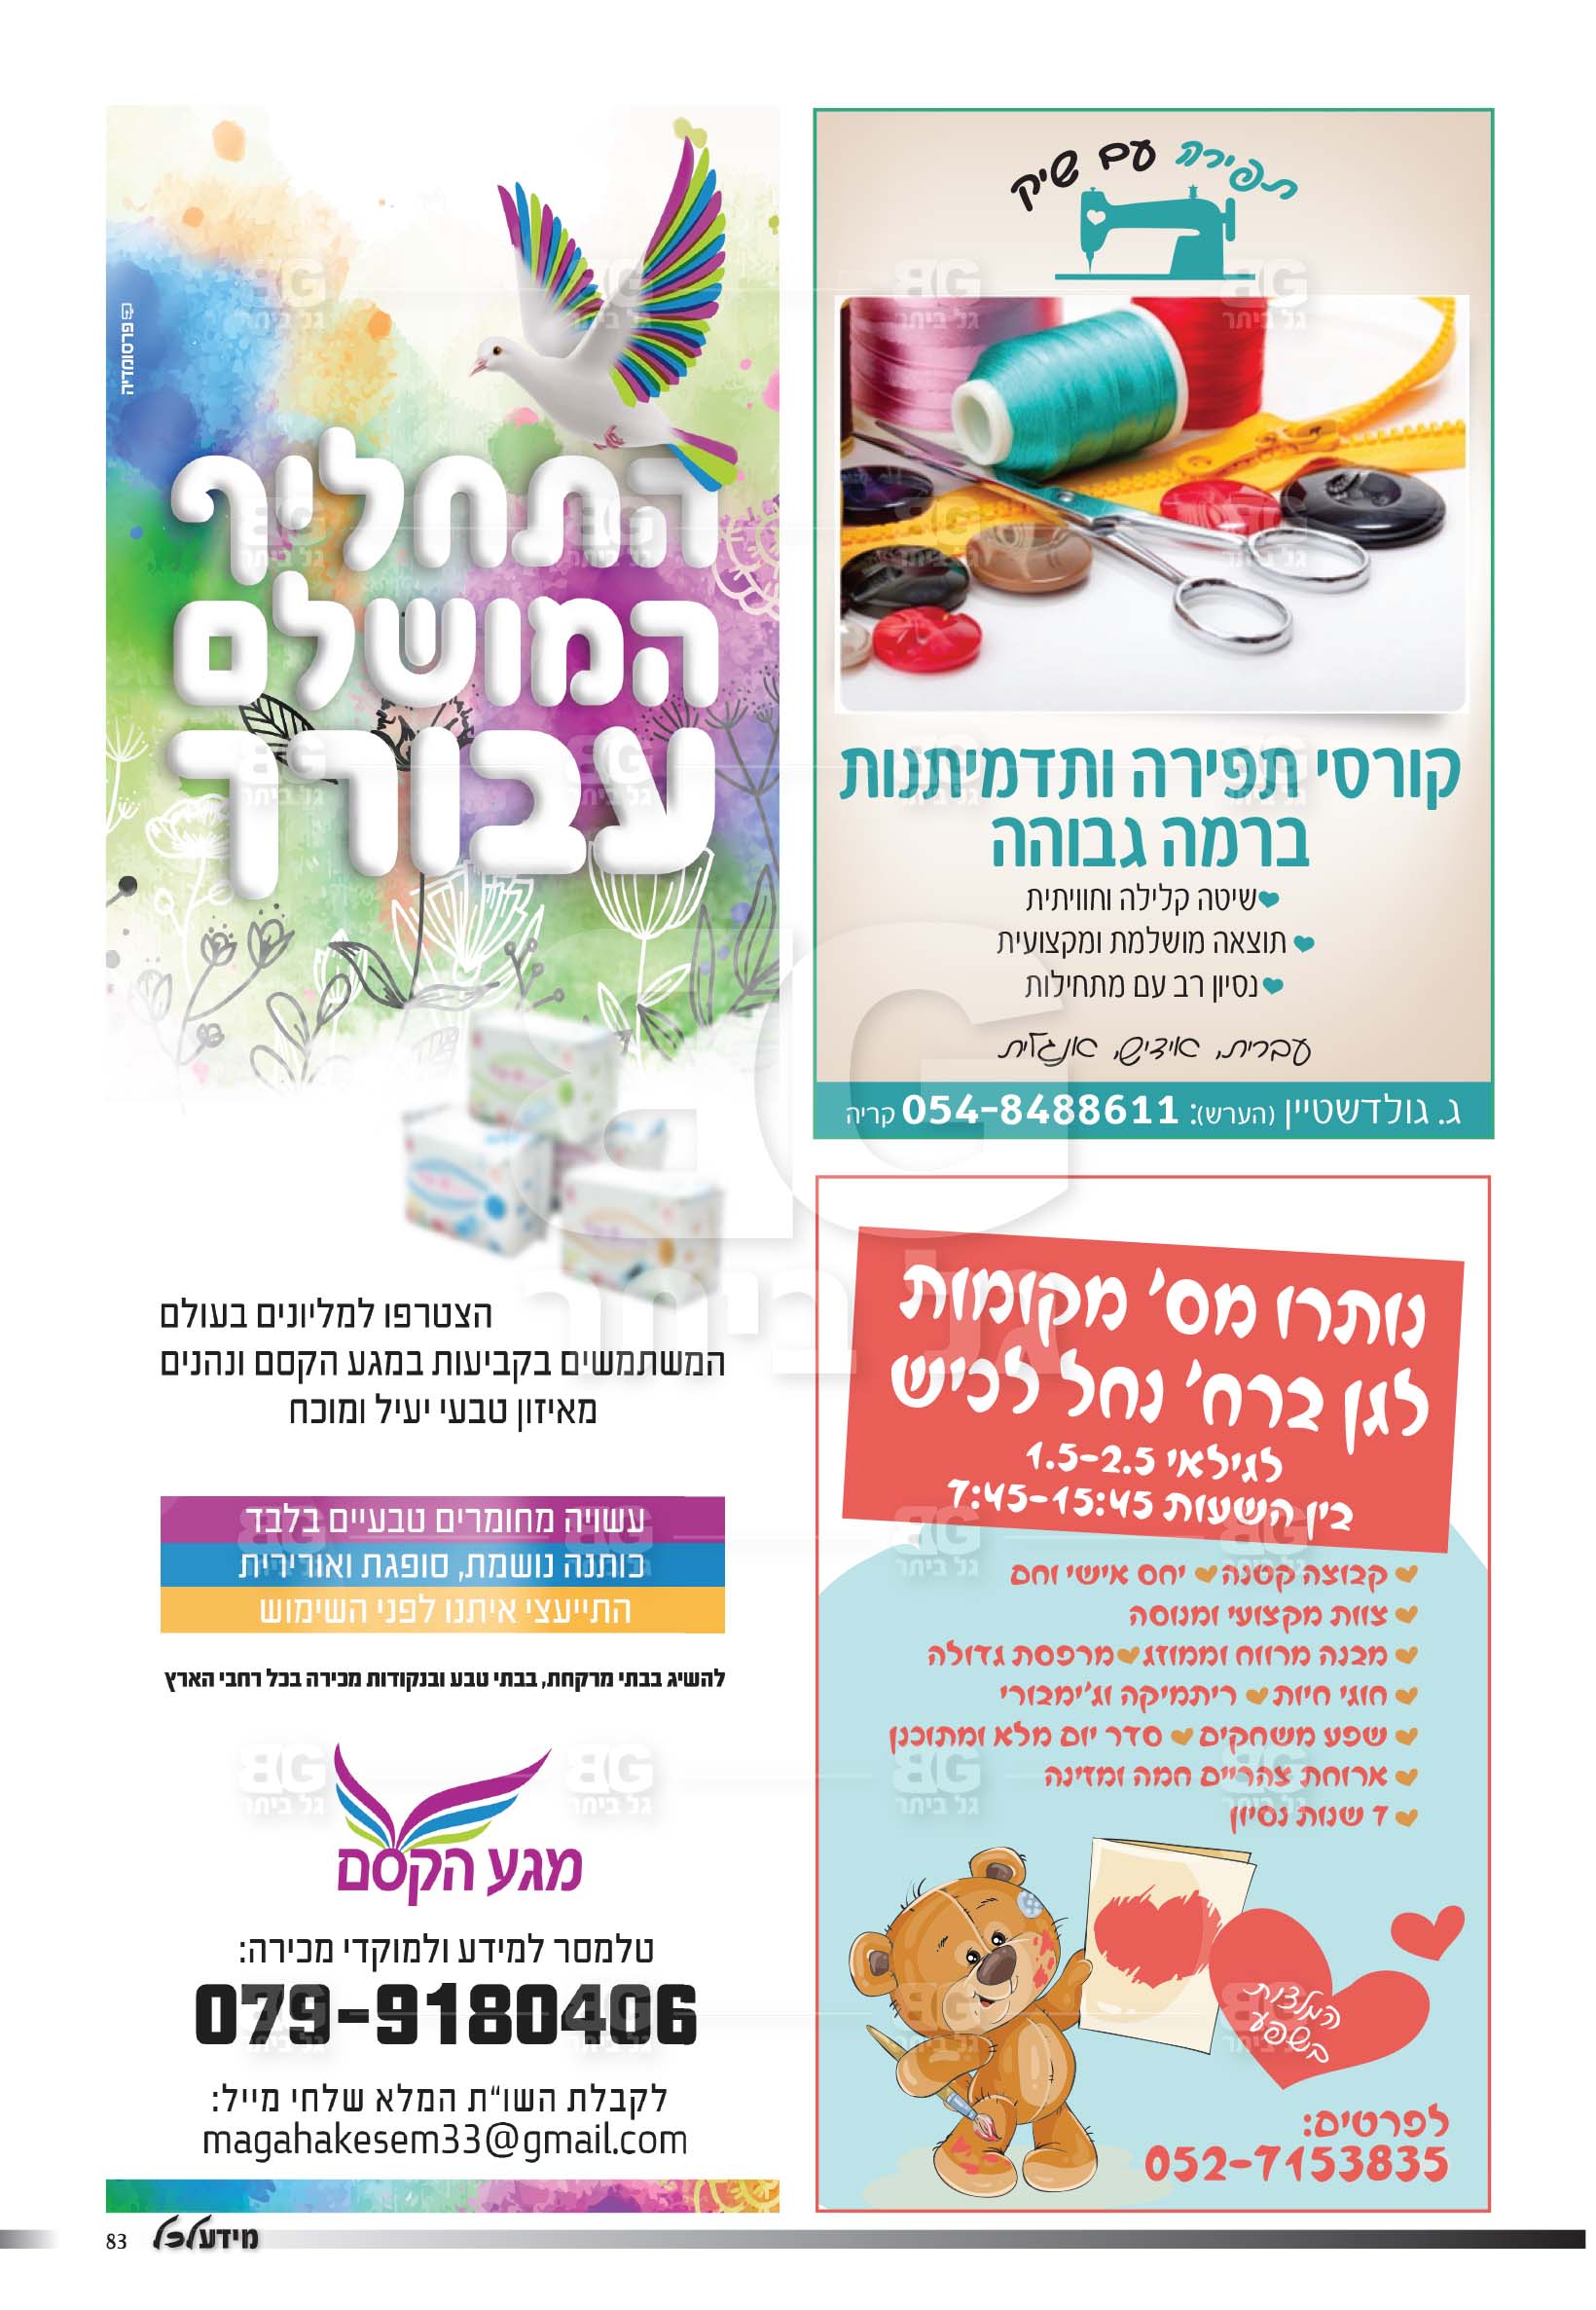 תפירה עם שיק
קורסי תפירה ותדמיתנות
ברמה גבוהה
שיטה קלילה וחוויתית
תוצאה מושלמת ומקצועית
נסיון רב עם מתחילות
עברית, אידיש, אנגלית
ג. גולדשטיין (הערש): 054-8488611 קריה
נותרו מס' מקומות
לגן ברח' נחל לכיש
לגילאי 1.5-2.5
בין השעות 7:45-15:45
קבוצה קטנה יחס אישי וחם
צוות מקצועי ומנוסה
מבנה מרווח וממוזג מרפסת גדולה
חוגי חיות ריתמיקה וג'ימבורי
שפע משחקים סדר יום מלא ומתוכנן
ארוחת צהריים חמה ומזינה
7 שנות נסיון
המלצות
בשפע
לפרטים:
052-7153835
פרסומדיה
התחליף
המושלם
עבורך
הצטרפו למליונים בעולם
המשתמשים בקביעות במגע הקסם ונהנים
מאיזון טבעי יעיל ומוכח
עשויה מחומרים טבעיים בלבד
כותנה נושמת, סופגת ואורירית
התייעצי איתנו לפני השימוש
להשיג בבתי מרקחת, בבתי טבע ובנקודות מכירה בכל רחבי הארץ
מגע הקסם
טלמסר למידע ולמוקדי מכירה:
079-9180406
לקבלת השו"ת המלא שלחי מייל:
magahakesem33@gmail.com
BG
גל ביתר
83 מידע לכל